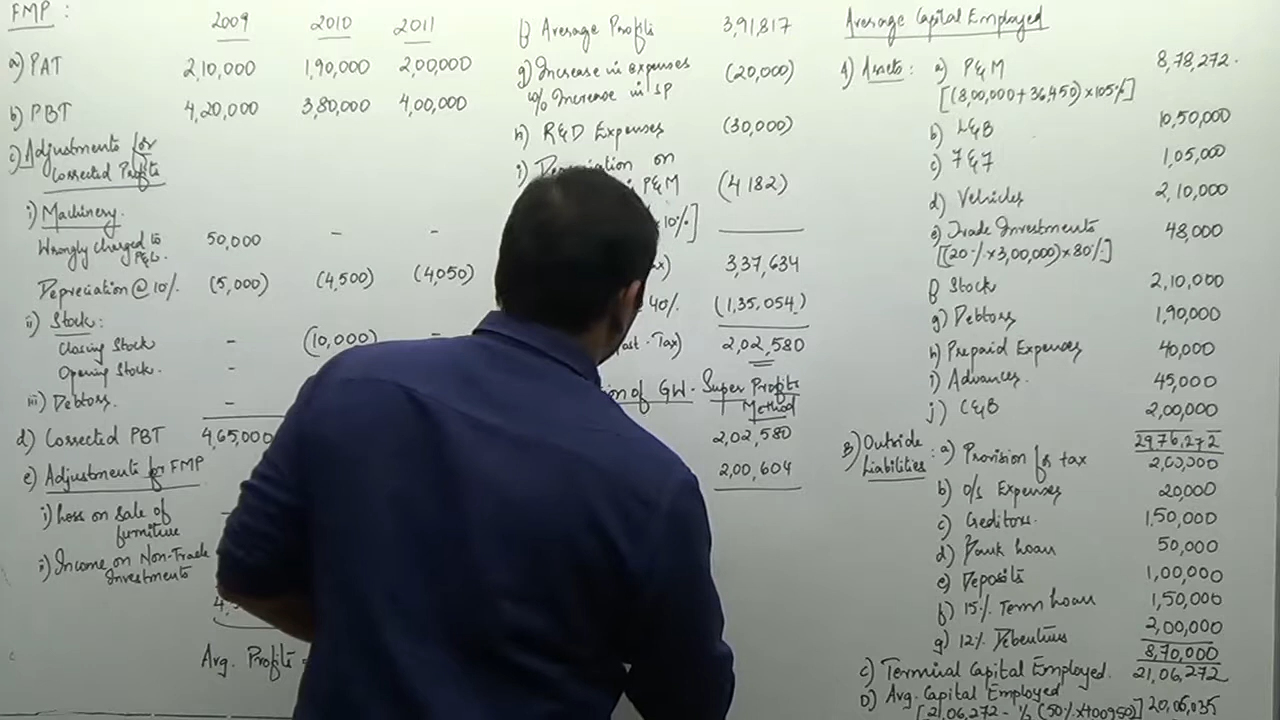 FMP :
2009 2010 2011
a) PAT 2,10,000 1,90,000 2,00,000
b) PBT 4,20,000 3,80,000 4,00,000
c) Adjustments for
Corrected Profits
i) Machinery.
Wrongly charged to 50,000 - -
P&L.
Depreciation @ 10% (5,000) (4,500) (4,050)
ii) Stock :
Closing Stock - (10,000) -
Opening Stock. -
iii) Debtors. -
d) Corrected PBT 4,65,000
e) Adjustments for FMP
i) Loss on Sale of -
furniture
ii) Income on Non-Trade
Investments
Avg. Profits =
f) Average Profits 3,91,817
g) Increase in expenses (20,000)
w/o Increase in SP
h) R&D Expenses (30,000)
i) Depreciation on
P&M (4182)
10%]
3,37,634
40% (1,35,054)
Tax) 2,02,580
of GW - Super Profits
Method
2,02,580
2,00,604
Average Capital Employed
A) Assets : a) P&M 8,78,272.
[(8,00,000 + 36,450) x 105%]
b) L&B 10,50,000
c) F&F 1,05,000
d) Vehicles 2,10,000
e) Trade Investments 48,000
[(20% x 3,00,000) x 80%]
f) Stock 2,10,000
g) Debtors 1,90,000
h) Prepaid Expenses 40,000
i) Advances. 45,000
j) C&B 2,00,000
29,76,272
B) Outside
Liabilities : a) Provision for tax 2,00,000
b) O/s Expenses 20,000
c) Creditors. 1,50,000
d) Bank Loan 50,000
e) Deposits 1,00,000
f) 15% Term Loan 1,50,000
g) 12% Debentures 2,00,000
8,70,000
C) Terminal Capital Employed. 21,06,272
D) Avg. Capital Employed 20,06,035
[21,06,272 - 1/2 (50% x 400950)]